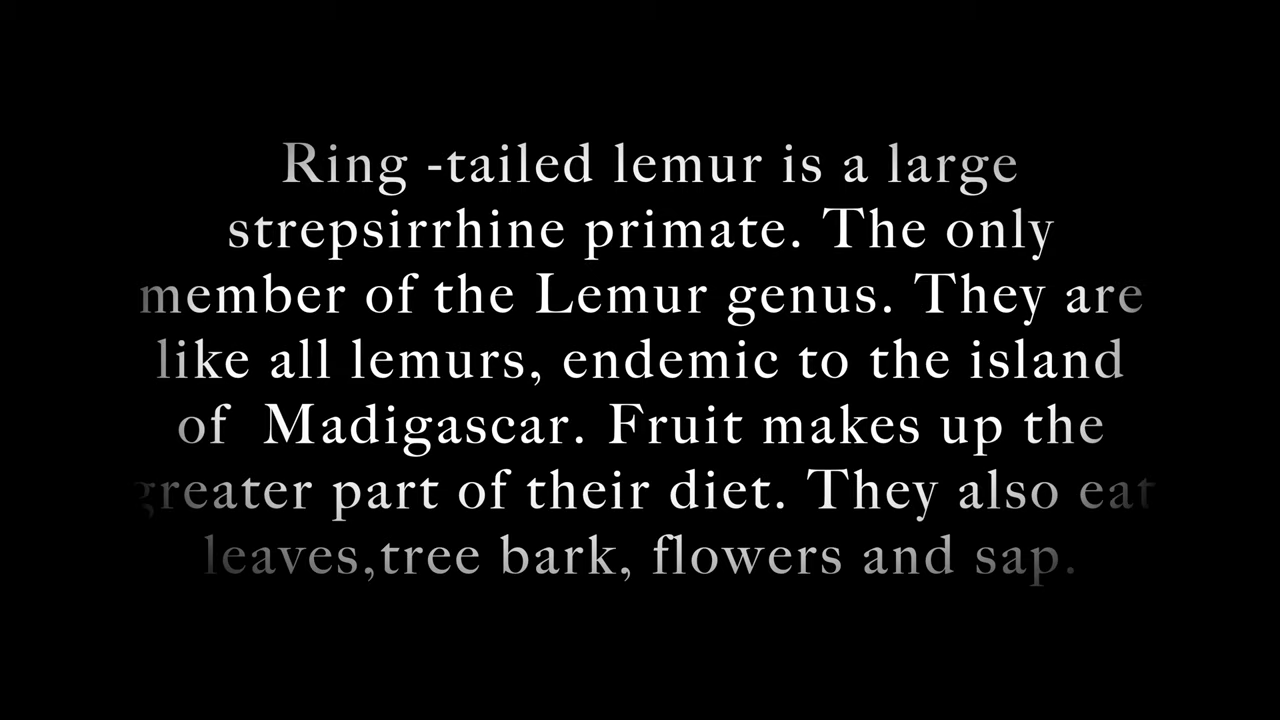 Ring -tailed lemur is a large
strepsirrhine primate. The only
member of the Lemur genus. They are
like all lemurs, endemic to the island
of  Madigascar. Fruit makes up the
greater part of their diet. They also eat
leaves,tree bark, flowers and sap.